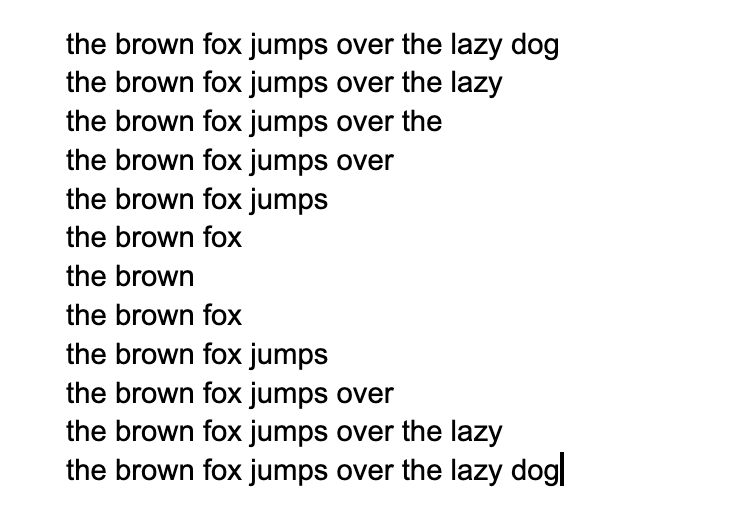 the brown fox jumps over the lazy dog
the brown fox jumps over the lazy
the brown fox jumps over the
the brown fox jumps over
the brown fox jumps
the brown fox
the brown
the brown fox
the brown fox jumps
the brown fox jumps over
the brown fox jumps over the lazy
the brown fox jumps over the lazy dog